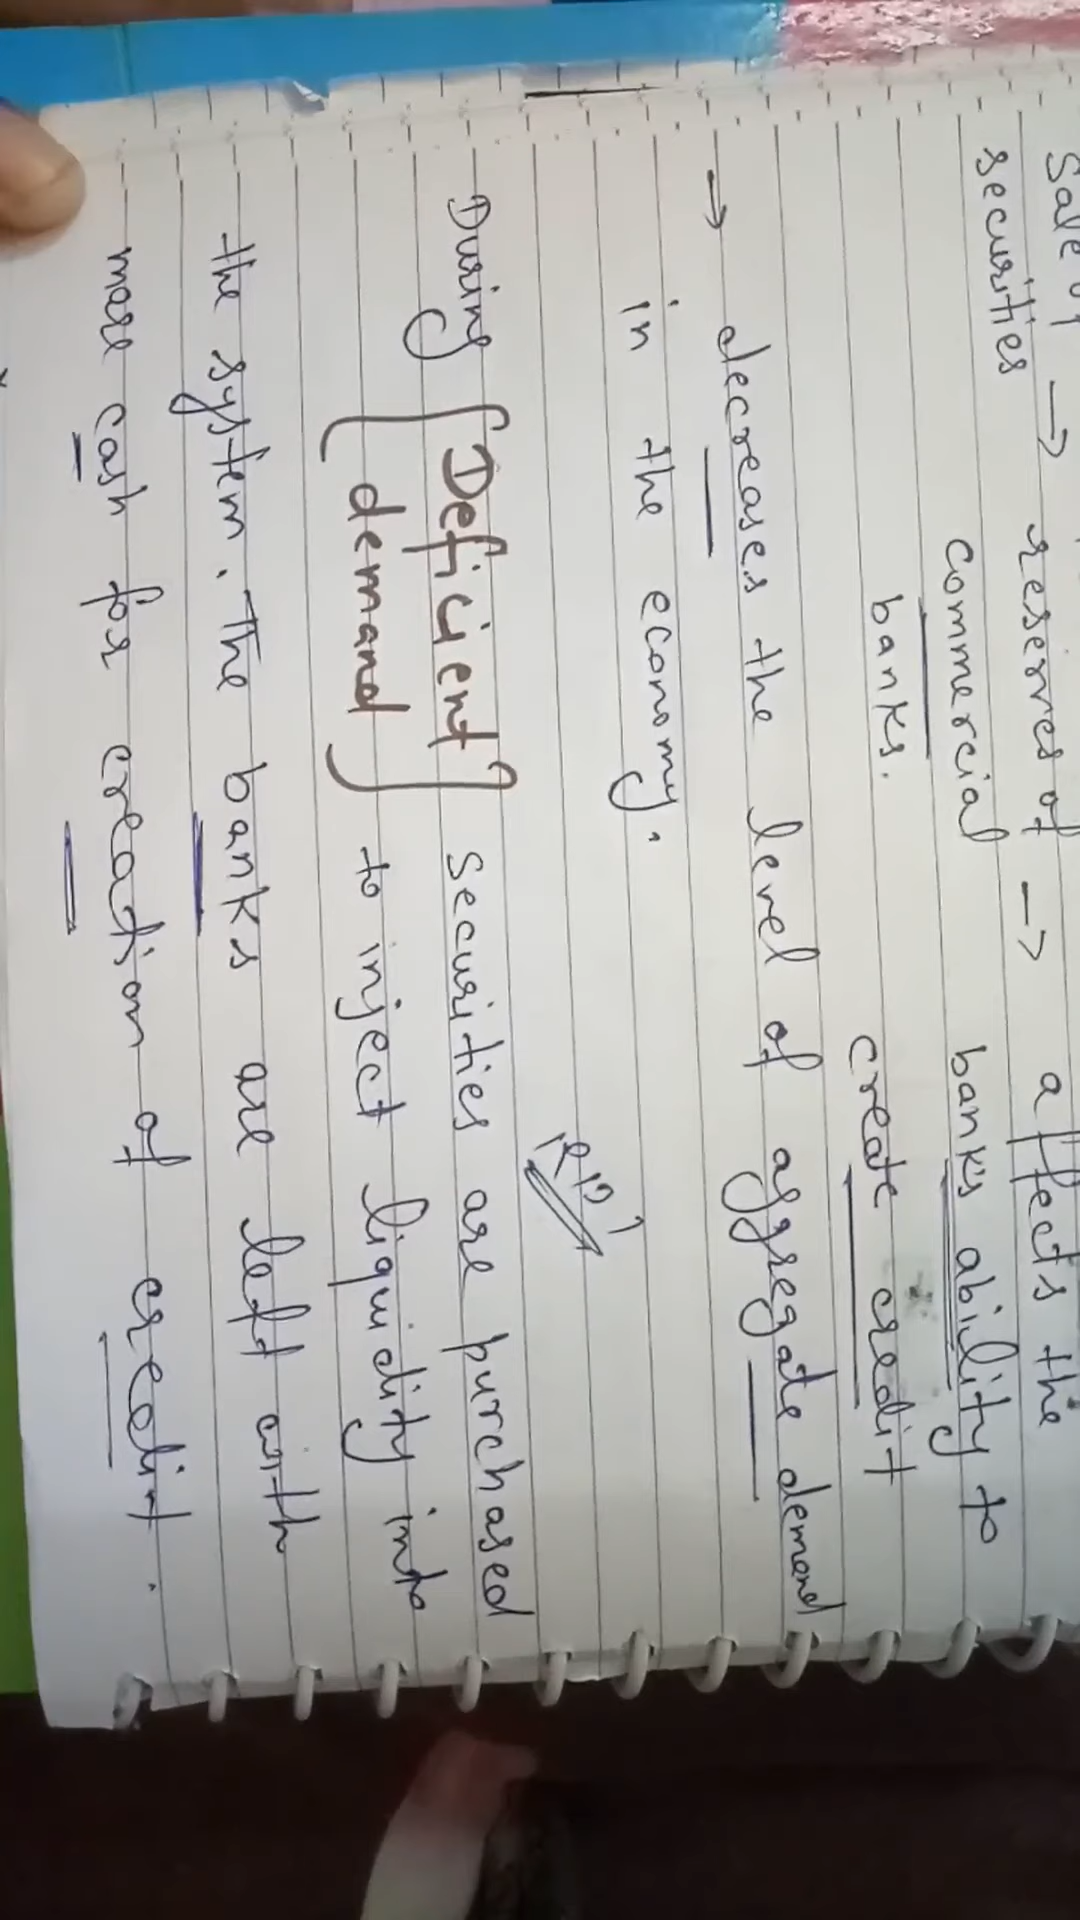 Sale of → reserves of → affects the
securities commercial bank's ability to
banks. create credit
→ decreases the level of aggregate demand
in the economy.
During [Deficient demand] securities are purchased
to inject liquidity into
the system. The banks are left with
more cash for creation of credit.